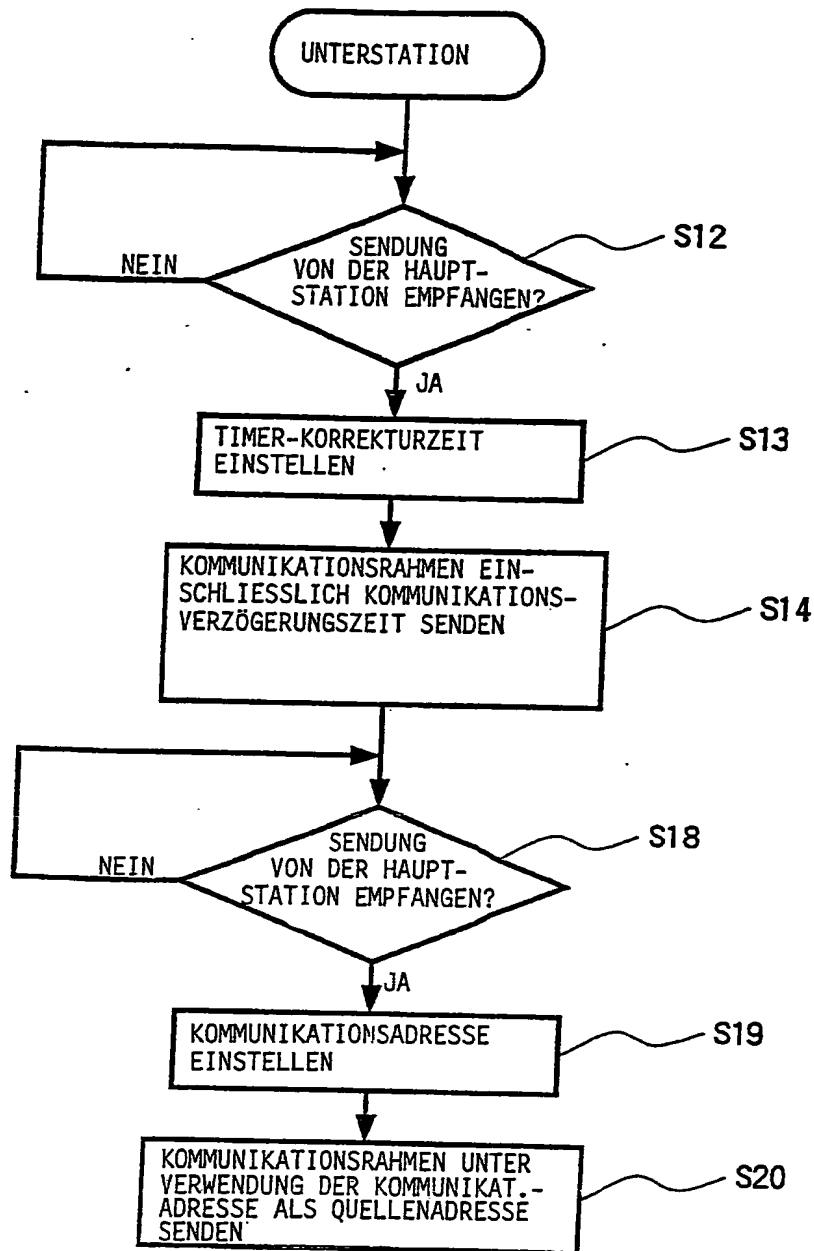 UNTERSTATION
SENDUNG
VON DER HAUPT-
STATION EMPFANGEN?
S12
NEIN
JA
TIMER-KORREKTURZEIT
EINSTELLEN
S13
KOMMUNIKATIONSRAHMEN EIN-
SCHLIESSLICH KOMMUNIKATIONS-
VERZÖGERUNGSZEIT SENDEN
S14
SENDUNG
VON DER HAUPT-
STATION EMPFANGEN?
S18
NEIN
JA
KOMMUNIKATIONSADRESSE
EINSTELLEN
S19
KOMMUNIKATIONSRAHMEN UNTER
VERWENDUNG DER KOMMUNIKAT.-
ADRESSE ALS QUELLENADRESSE
SENDEN
S20